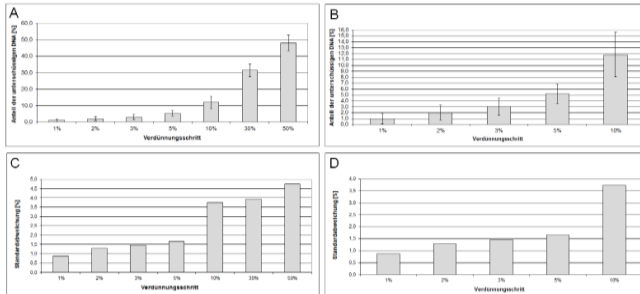 A
Anteil der unterschüssigen DNA [%]
60,0
50,0
40,0
30,0
20,0
10,0
0,0
1% 2% 3% 5% 10% 30% 50%
Verdünnungsschritt
B
Anteil der unterschüssigen DNA [%]
16,0
15,0
14,0
13,0
12,0
11,0
10,0
9,0
8,0
7,0
6,0
5,0
4,0
3,0
2,0
1,0
0,0
1% 2% 3% 5% 10%
Verdünnungsschritt
C
Standardabweichung [%]
5,0
4,5
4,0
3,5
3,0
2,5
2,0
1,5
1,0
0,5
0,0
1% 2% 3% 5% 10% 30% 50%
Verdünnungsschritt
D
Standardabweichung [%]
4,0
3,5
3,0
2,5
2,0
1,5
1,0
0,5
0,0
1% 2% 3% 5% 10%
Verdünnungsschritt